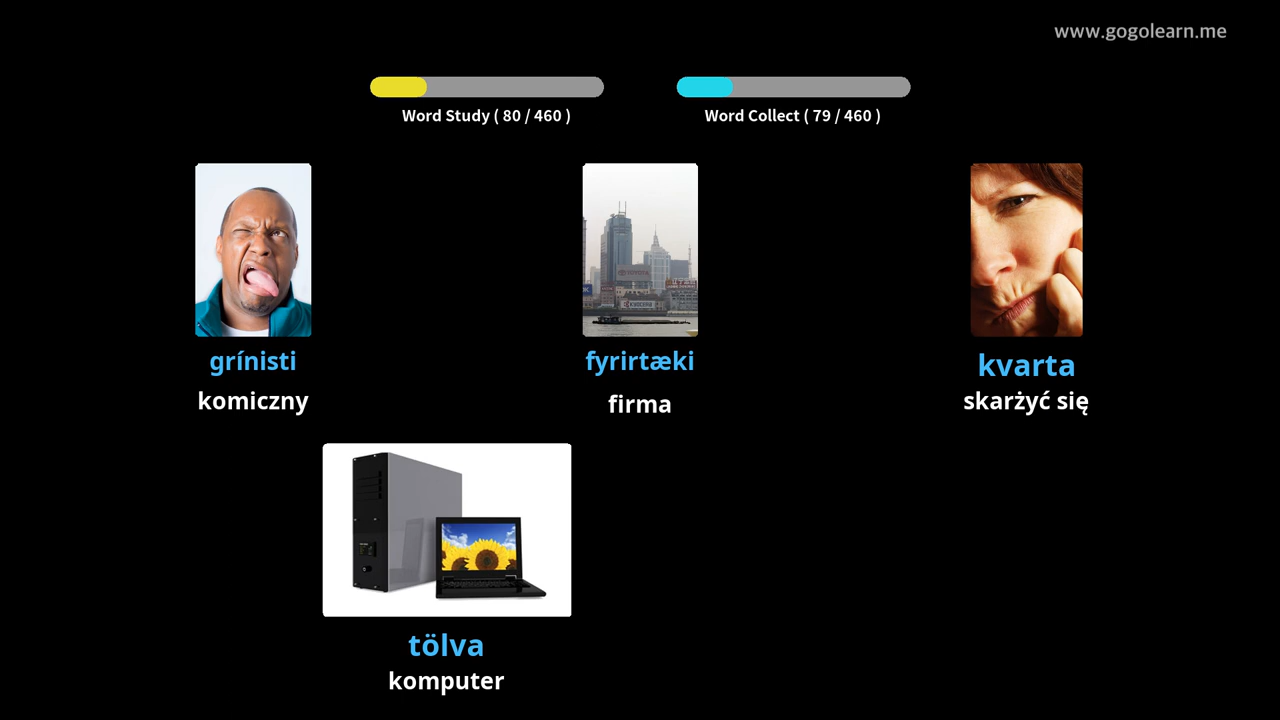 www.gogolearn.me
Word Study ( 80 / 460 )
Word Collect ( 79 / 460 )
TOYOTA
grínisti
fyrirtæki
kvarta
komiczny
firma
skarżyć się
tölva
komputer